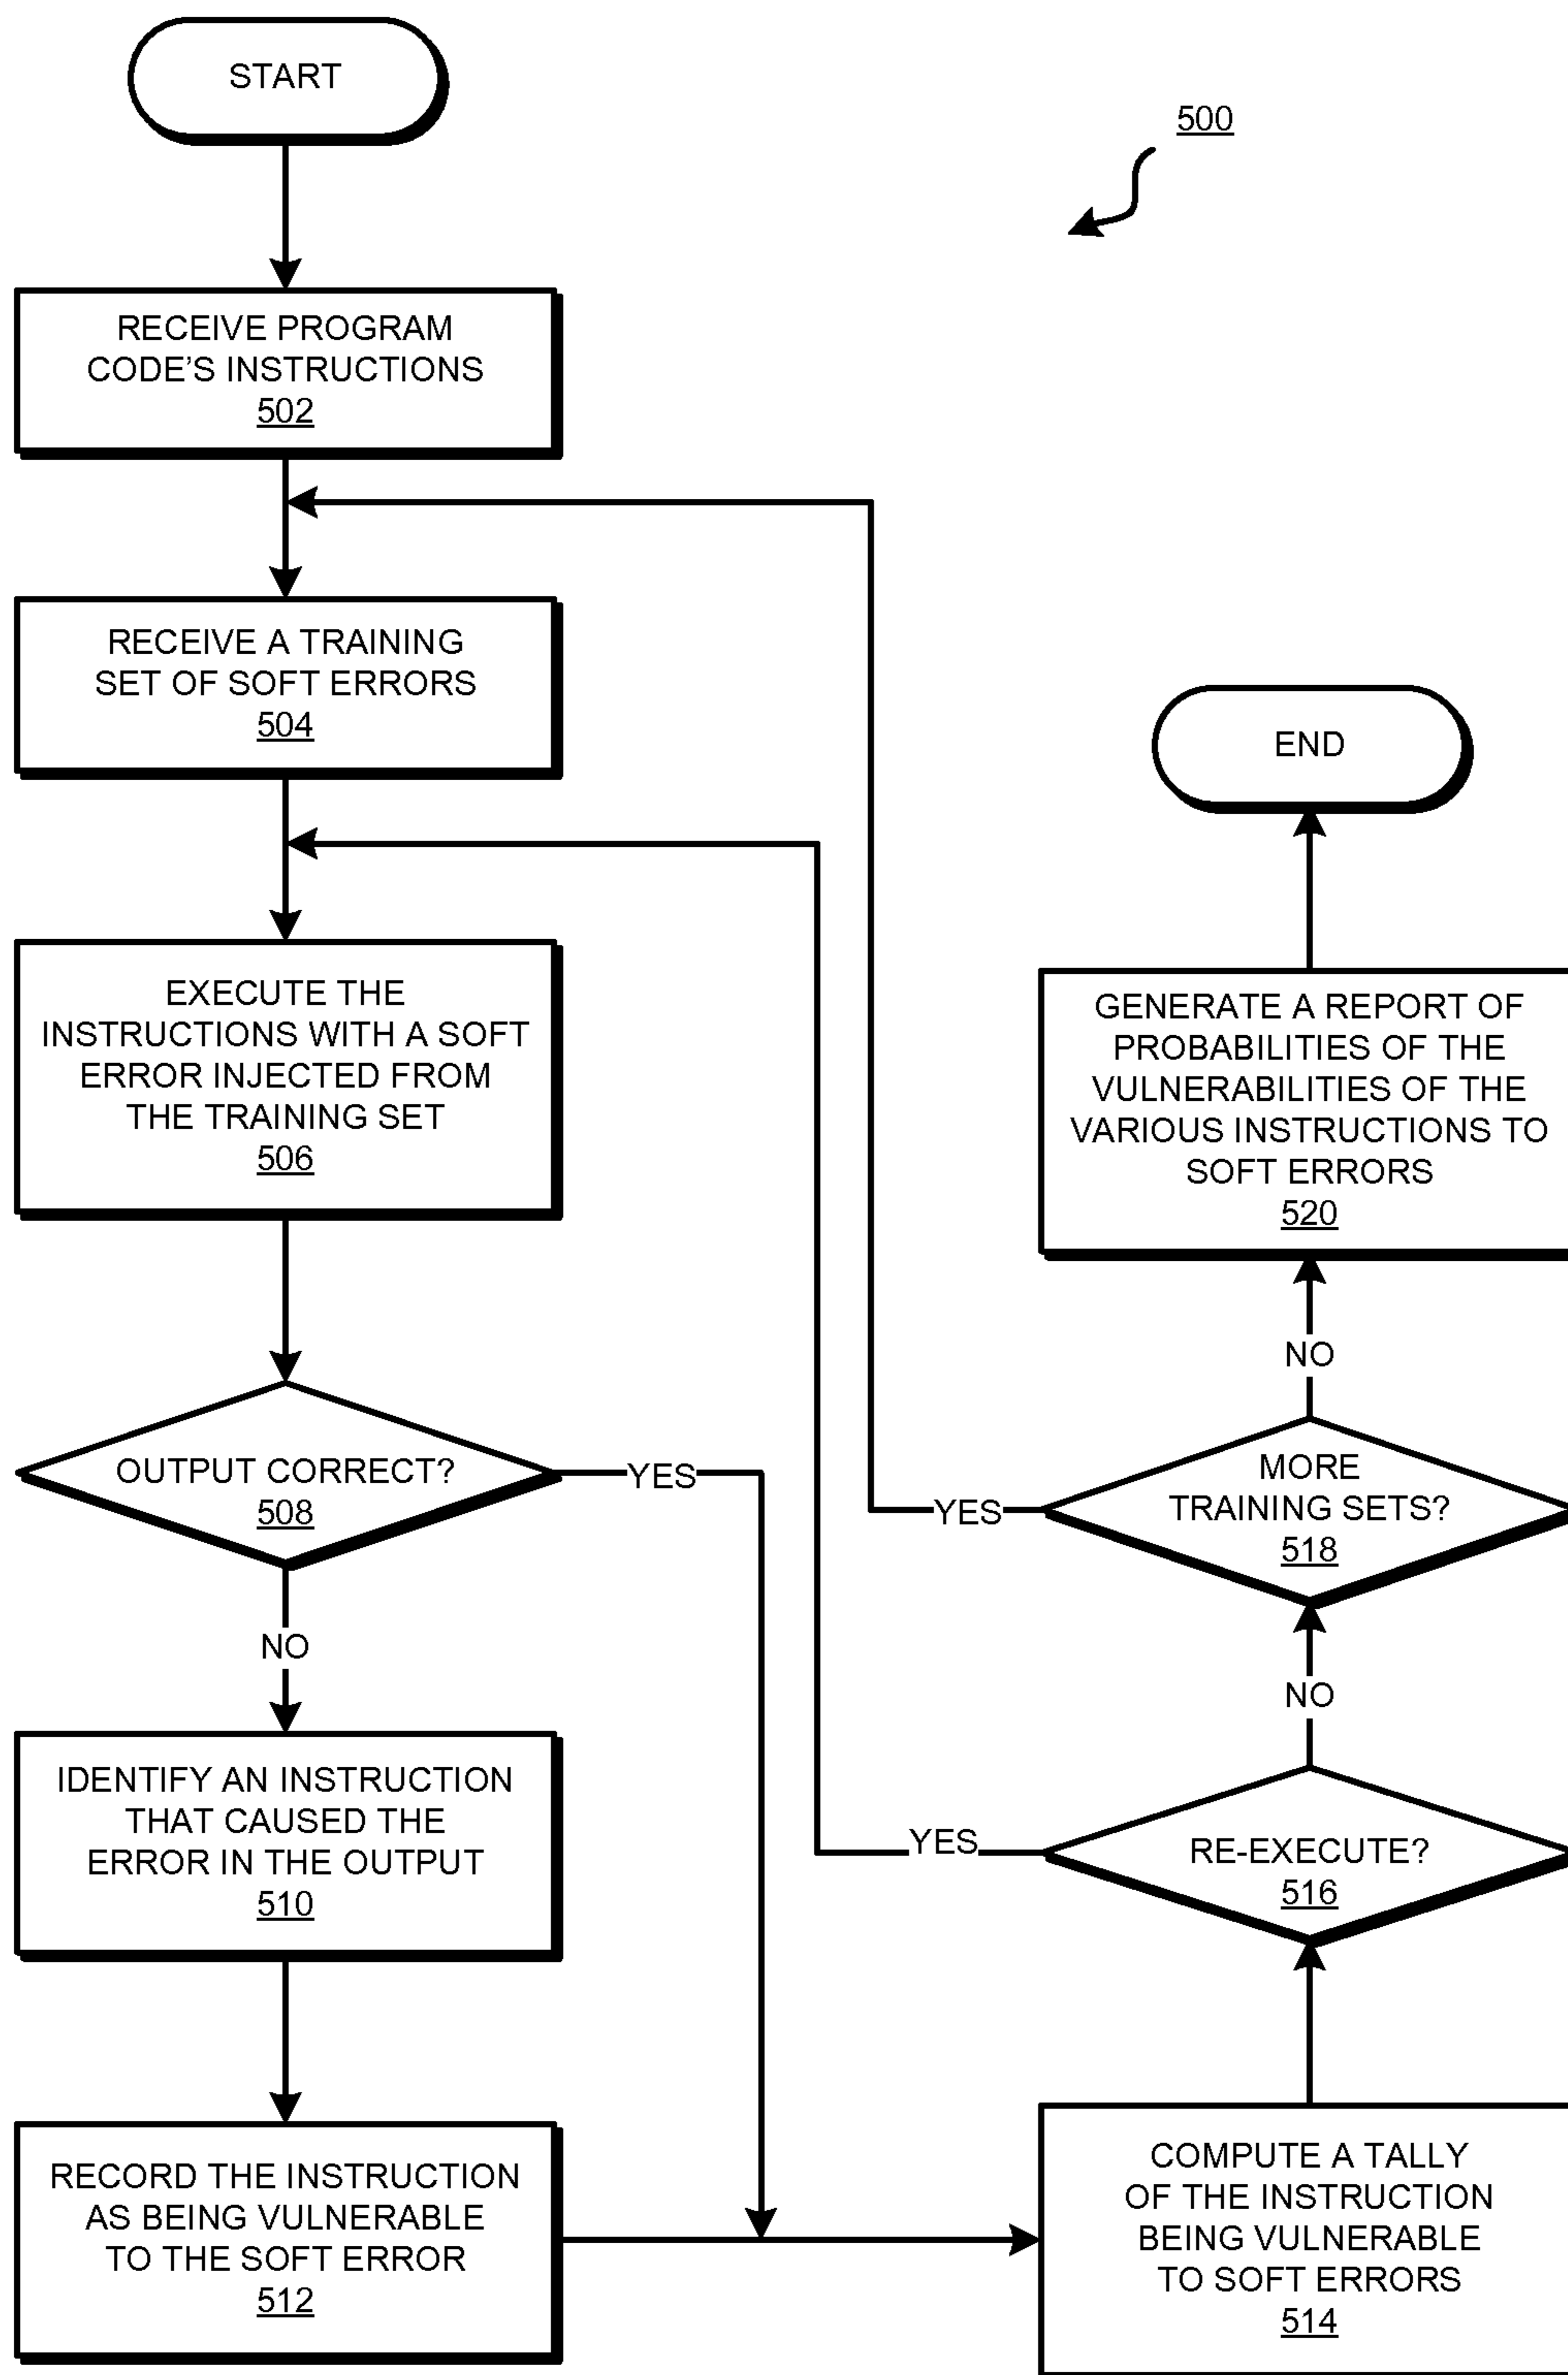 START
500
RECEIVE PROGRAM
CODE'S INSTRUCTIONS
502
RECEIVE A TRAINING
SET OF SOFT ERRORS
504
EXECUTE THE
INSTRUCTIONS WITH A SOFT
ERROR INJECTED FROM
THE TRAINING SET
506
OUTPUT CORRECT?
508
YES
NO
IDENTIFY AN INSTRUCTION
THAT CAUSED THE
ERROR IN THE OUTPUT
510
RECORD THE INSTRUCTION
AS BEING VULNERABLE
TO THE SOFT ERROR
512
COMPUTE A TALLY
OF THE INSTRUCTION
BEING VULNERABLE
TO SOFT ERRORS
514
RE-EXECUTE?
516
YES
NO
MORE
TRAINING SETS?
518
YES
NO
GENERATE A REPORT OF
PROBABILITIES OF THE
VULNERABILITIES OF THE
VARIOUS INSTRUCTIONS TO
SOFT ERRORS
520
END